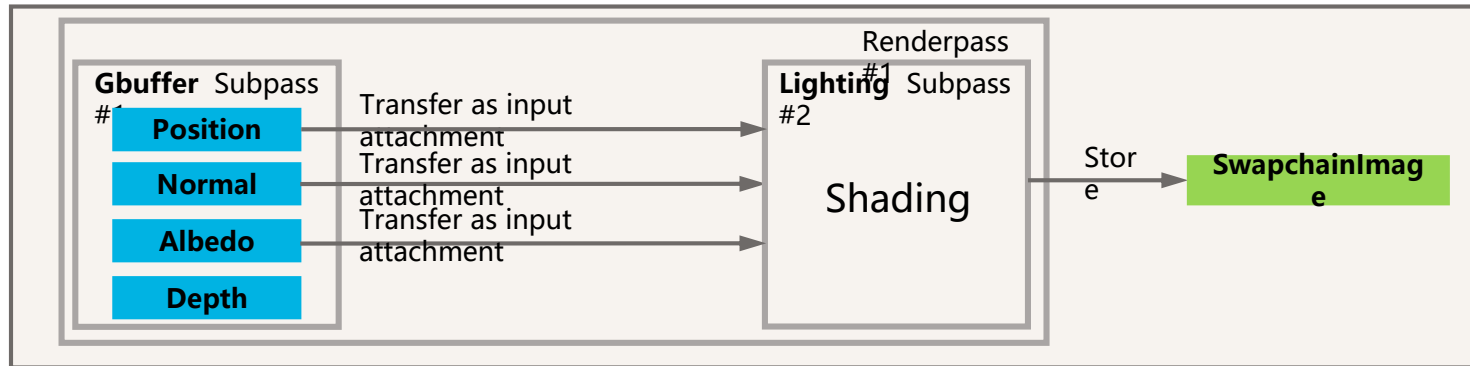 Renderpass
#1
Gbuffer Subpass
#1
Position
Normal
Albedo
Depth
Transfer as input
attachment
Transfer as input
attachment
Transfer as input
attachment
Lighting Subpass
#2
Shading
Stor
e
SwapchainImag
e